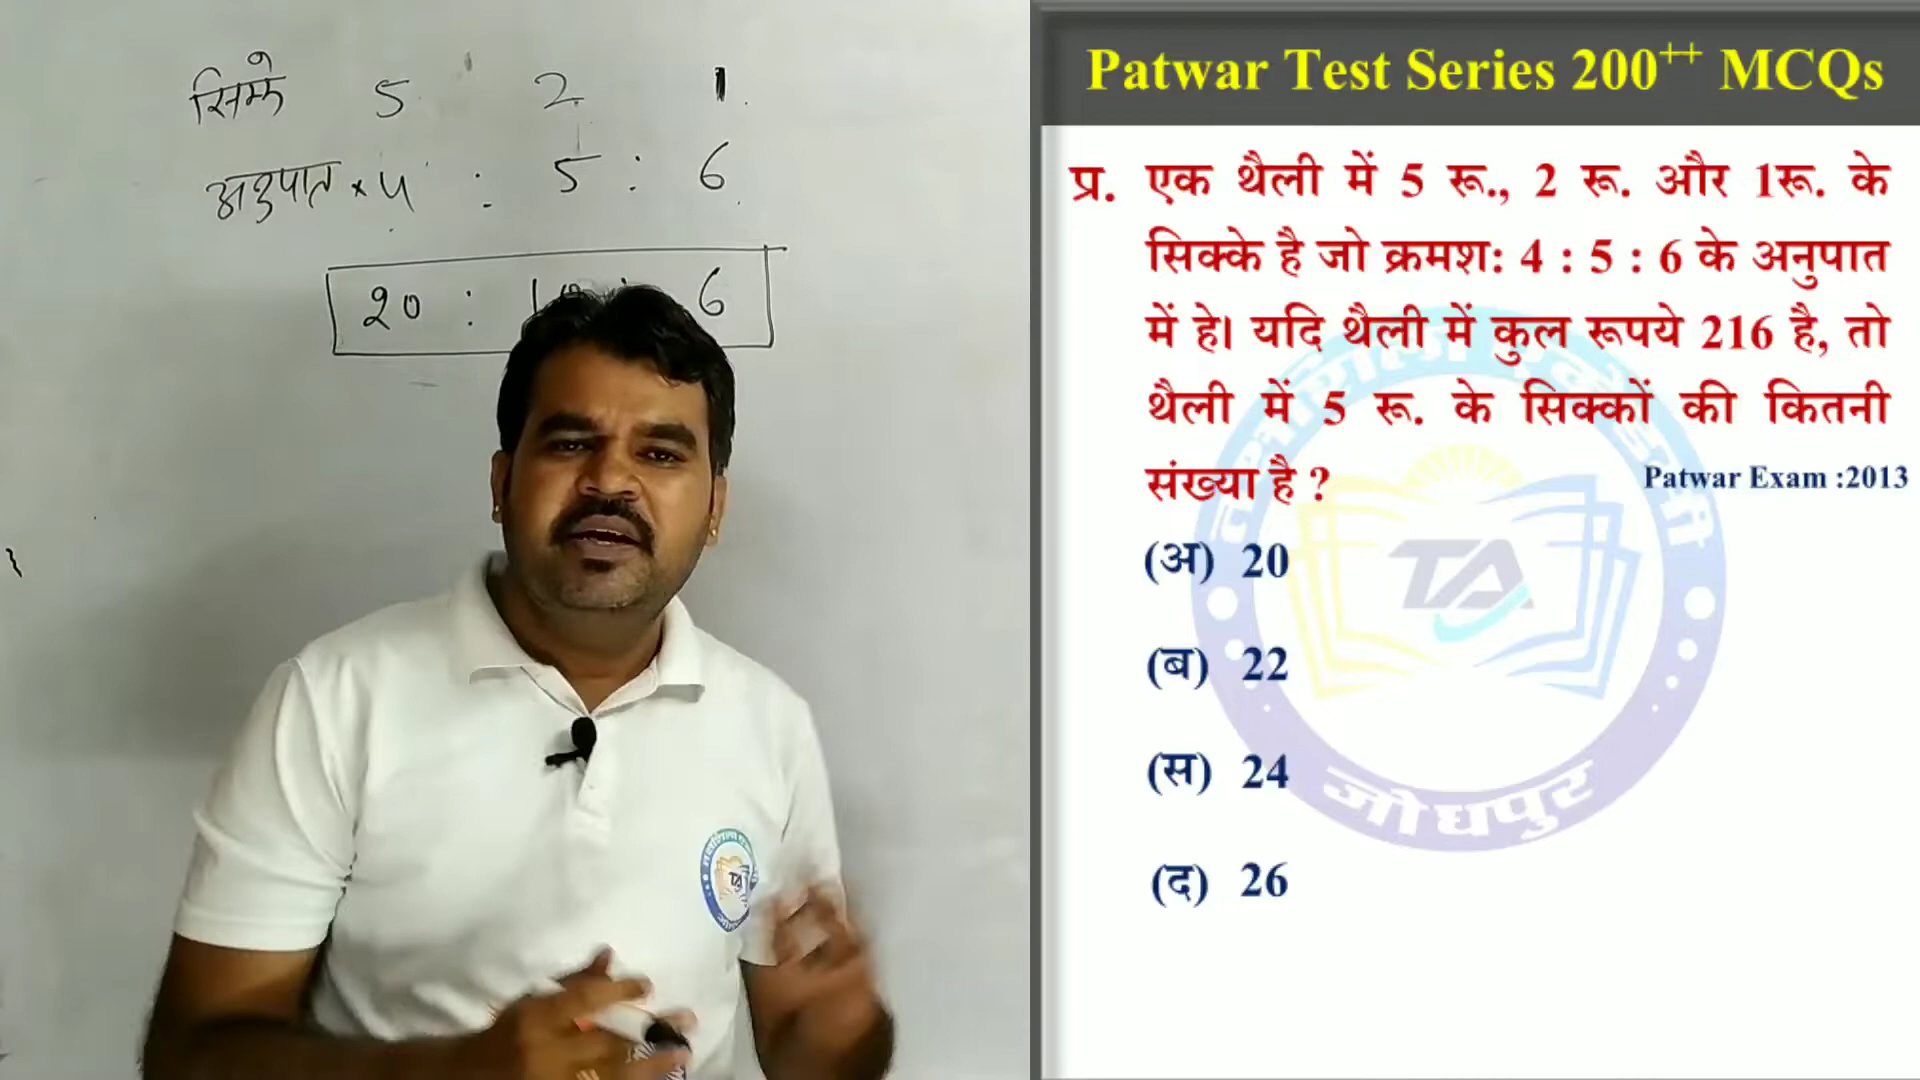 सिक्के 5 2 1
अनुपात × 4 : 5 : 6
20 : 10 : 6
Patwar Test Series 200++ MCQs
प्र. एक थैली में 5 रू., 2 रू. और 1रू. के
सिक्के है जो क्रमश: 4 : 5 : 6 के अनुपात
में हे। यदि थैली में कुल रूपये 216 है, तो
थैली में 5 रू. के सिक्कों की कितनी
संख्या है ?
Patwar Exam :2013
(अ) 20
(ब) 22
(स) 24
(द) 26
TA
जोधपुर